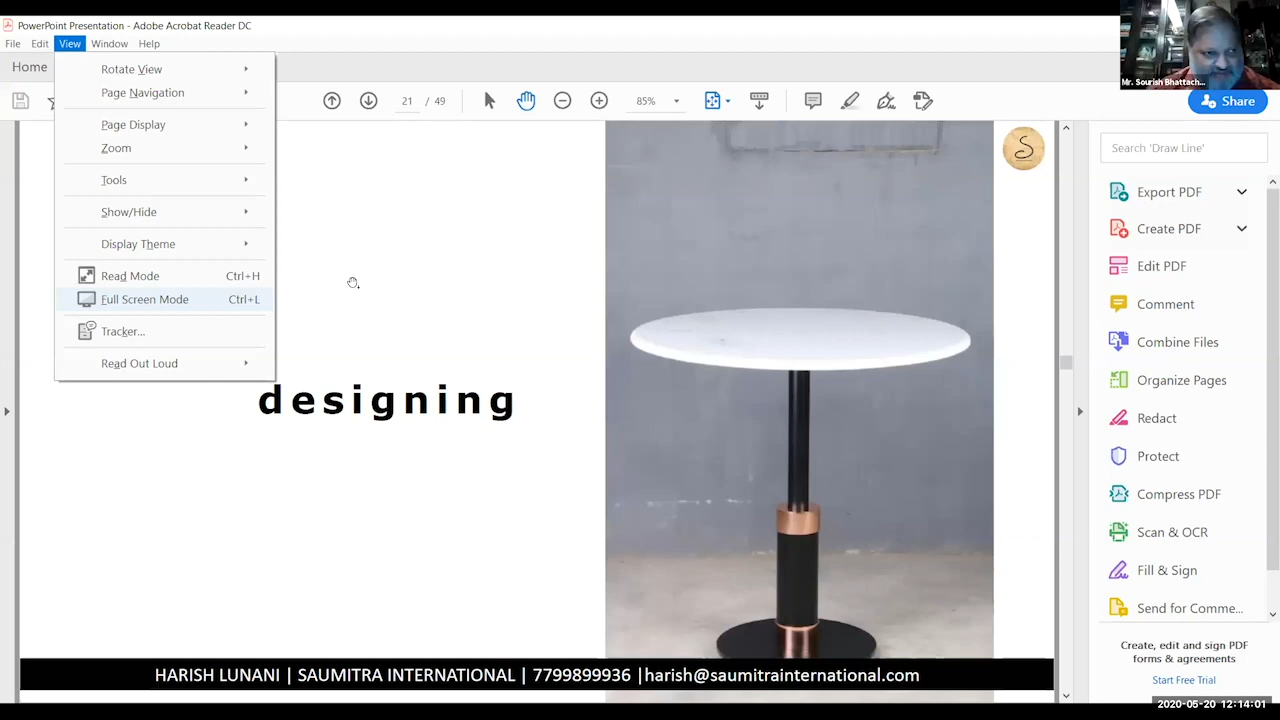 PowerPoint Presentation - Adobe Acrobat Reader DC
File Edit View Window Help
Home
Rotate View
Page Navigation
Page Display
Zoom
Tools
Show/Hide
Display Theme
Read Mode Ctrl+H
Full Screen Mode Ctrl+L
Tracker...
Read Out Loud
21 / 49
85%
Mr. Sourish Bhattach...
Share
S
designing
HARISH LUNANI | SAUMITRA INTERNATIONAL | 7799899936 |harish@saumitrainternational.com
Search 'Draw Line'
Export PDF
Create PDF
Edit PDF
Comment
Combine Files
Organize Pages
Redact
Protect
Compress PDF
Scan & OCR
Fill & Sign
Send for Comme...
Create, edit and sign PDF
forms & agreements
Start Free Trial
2020-05-20 12:14:01